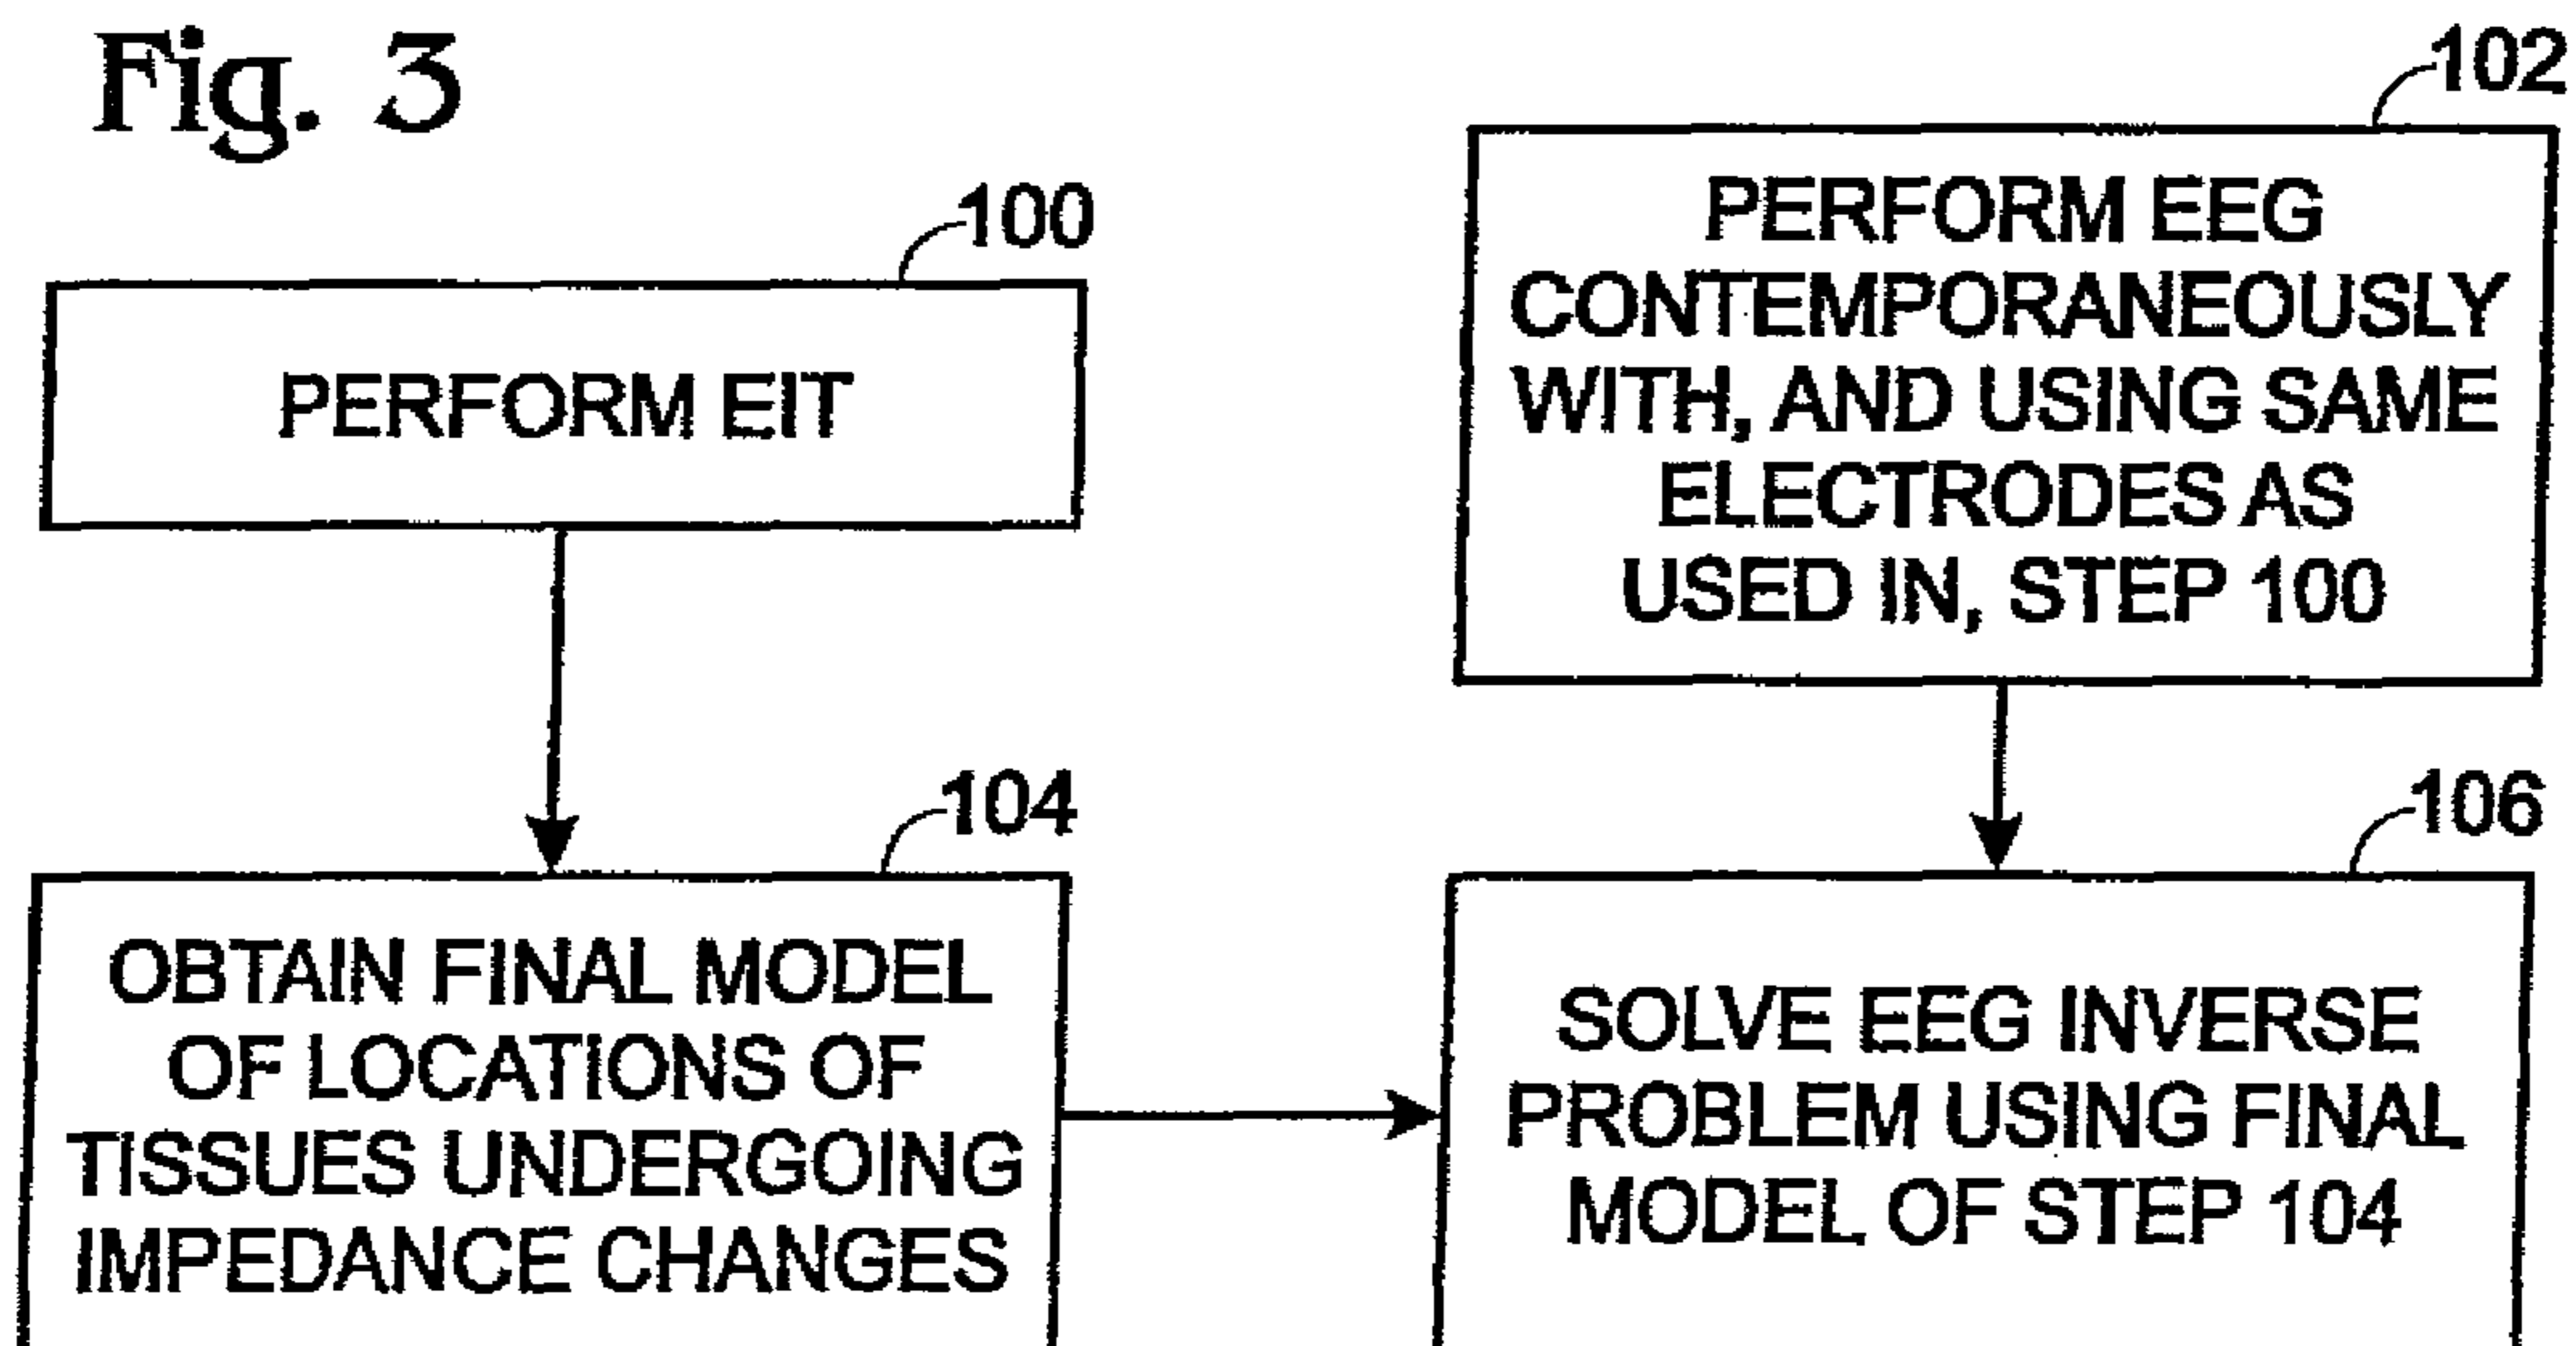 Fig. 3
100
PERFORM EIT
102
PERFORM EEG
CONTEMPORANEOUSLY
WITH, AND USING SAME
ELECTRODES AS
USED IN, STEP 100
104
OBTAIN FINAL MODEL
OF LOCATIONS OF
TISSUES UNDERGOING
IMPEDANCE CHANGES
106
SOLVE EEG INVERSE
PROBLEM USING FINAL
MODEL OF STEP 104